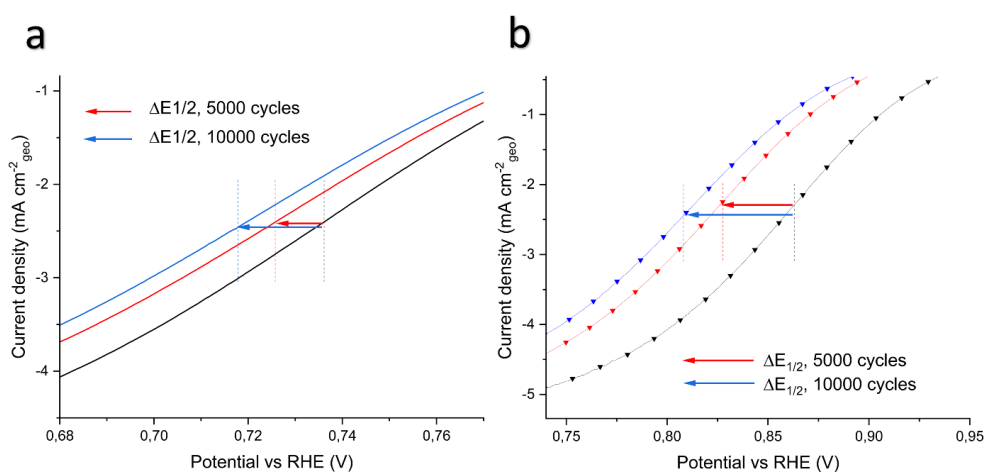 a
-1
-2
-3
-4
0,68
0,70
0,72
0,74
0,76
Current density (mA cm⁻²geo)
Potential vs RHE (V)
ΔE1/2, 5000 cycles
ΔE1/2, 10000 cycles
b
-1
-2
-3
-4
-5
0,75
0,80
0,85
0,90
0,95
Current density (mA cm⁻²geo)
Potential vs RHE (V)
ΔE1/2, 5000 cycles
ΔE1/2, 10000 cycles